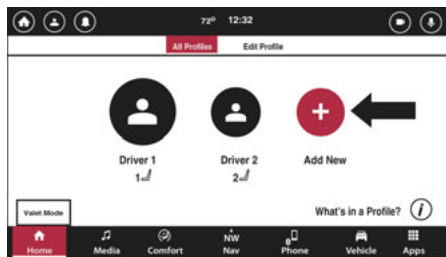 72° 12:32
All Profiles Edit Profile
Driver 1 Driver 2 Add New
1 2
What's in a Profile? i
Valet Mode
Home Media Comfort NW Nav 0 Phone Vehicle Apps